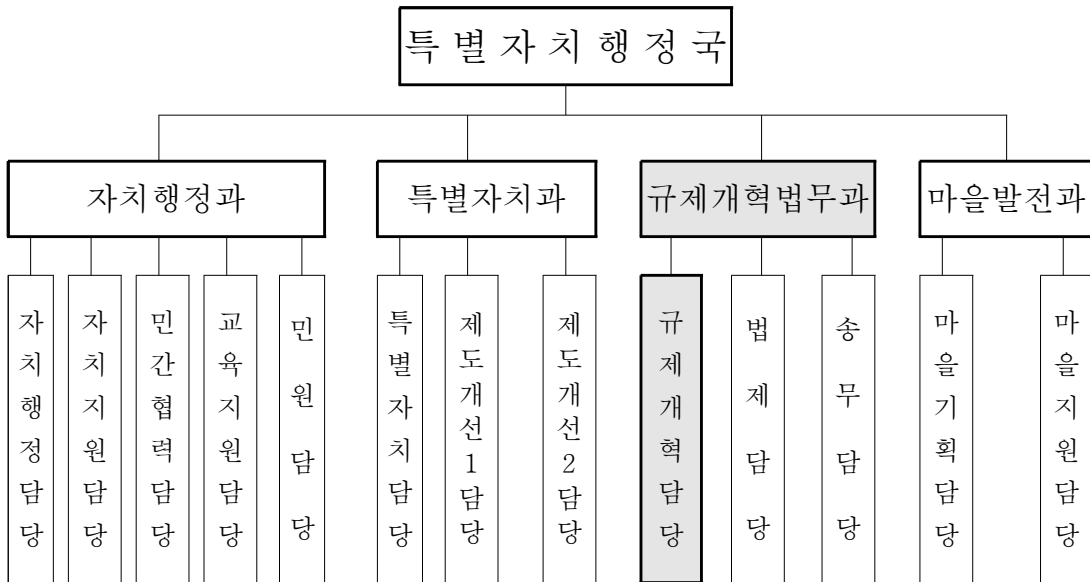 특별자치행정국
자치행정과
특별자치과
규제개혁법무과
마을발전과
자치행정담당
자치지원담당
민간협력담당
교육지원담당
민원담당
특별자치담당
제도개선1담당
제도개선2담당
규제개혁담당
법제담당
송무담당
마을기획담당
마을지원담당